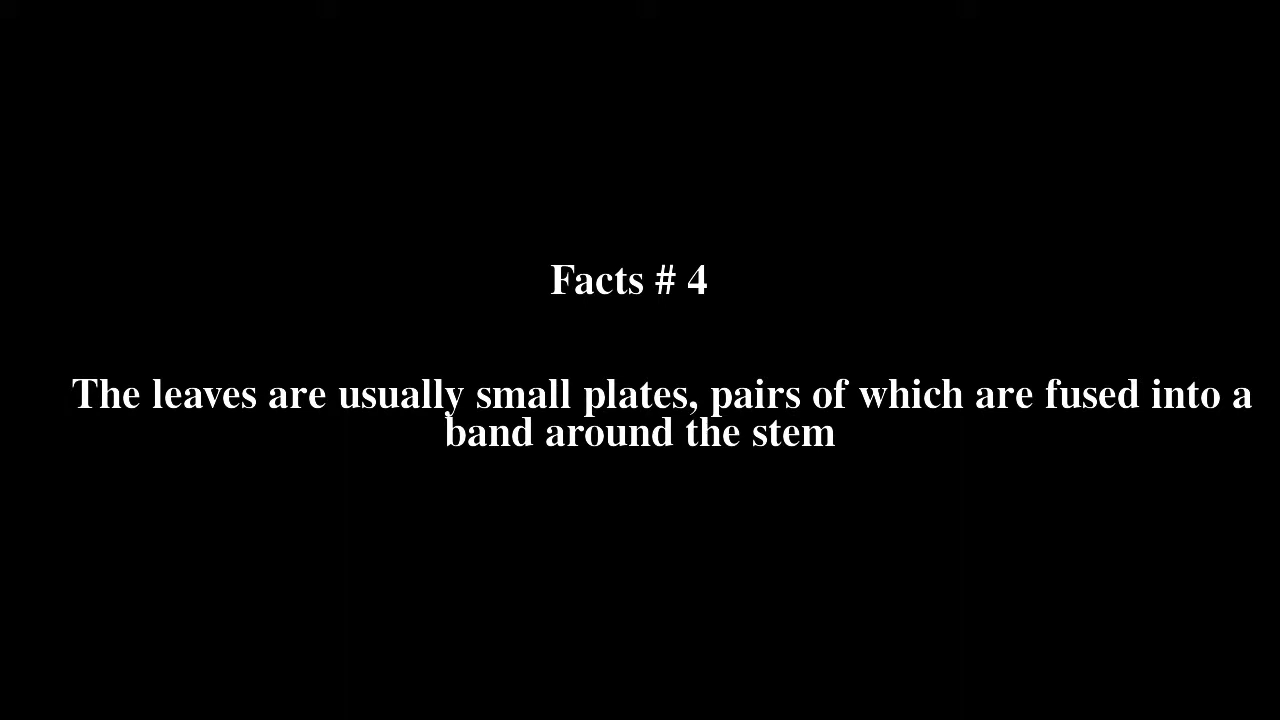 Facts # 4
The leaves are usually small plates, pairs of which are fused into a
band around the stem